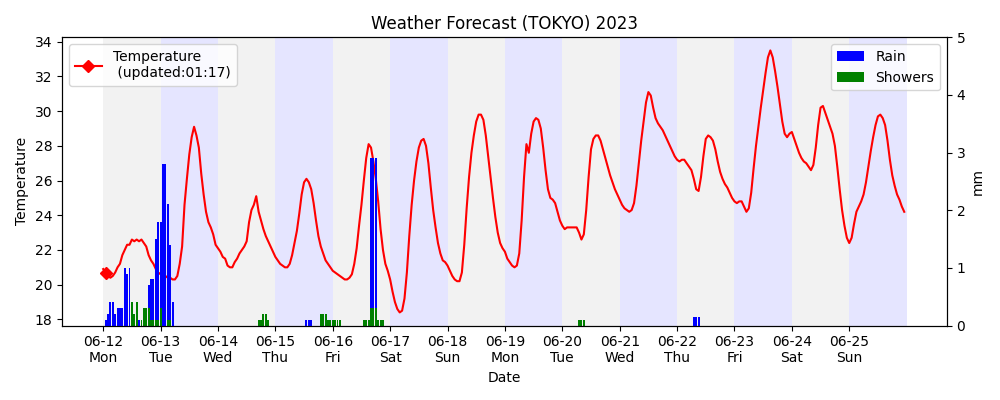 Weather Forecast (TOKYO) 2023
Temperature
(updated:01:17)
Rain
Showers
34
32
30
28
26
24
22
20
18
Temperature
5
4
3
2
1
0
mm
06-12 06-13 06-14 06-15 06-16 06-17 06-18 06-19 06-20 06-21 06-22 06-23 06-24 06-25
Mon Tue Wed Thu Fri Sat Sun Mon Tue Wed Thu Fri Sat Sun
Date